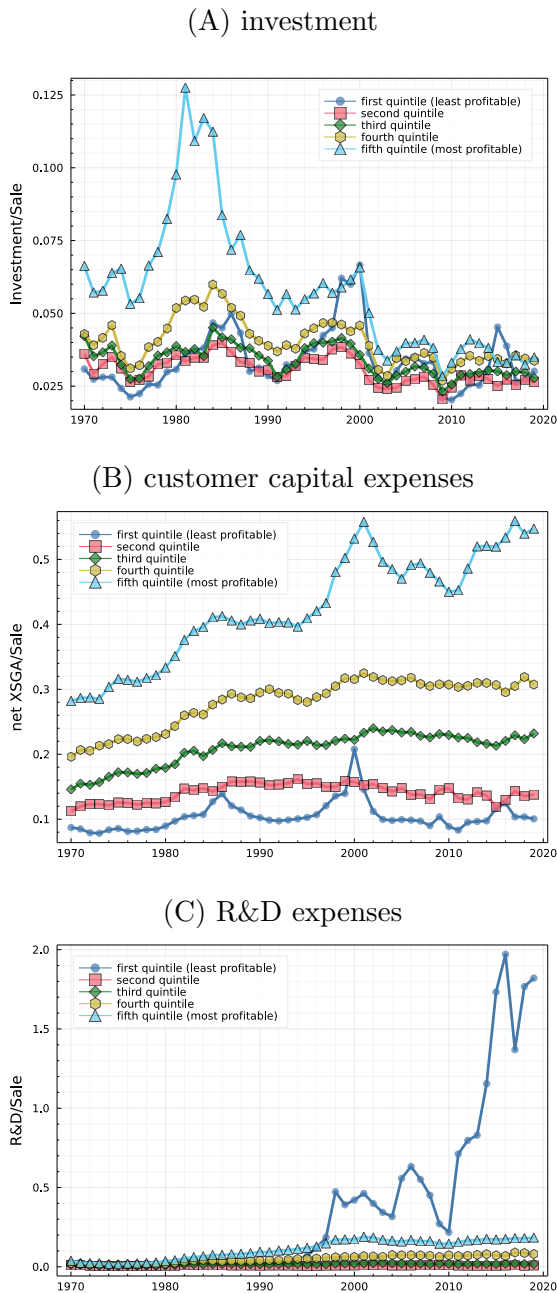 (A) investment
0.125
0.100
0.075
0.050
0.025
Investment/Sale
first quintile (least profitable)
second quintile
third quintile
fourth quintile
fifth quintile (most profitable)
1970 1980 1990 2000 2010 2020
(B) customer capital expenses
0.5
0.4
0.3
0.2
0.1
net XSGA/Sale
first quintile (least profitable)
second quintile
third quintile
fourth quintile
fifth quintile (most profitable)
1970 1980 1990 2000 2010 2020
(C) R&D expenses
2.0
1.5
1.0
0.5
0.0
R&D/Sale
first quintile (least profitable)
second quintile
third quintile
fourth quintile
fifth quintile (most profitable)
1970 1980 1990 2000 2010 2020